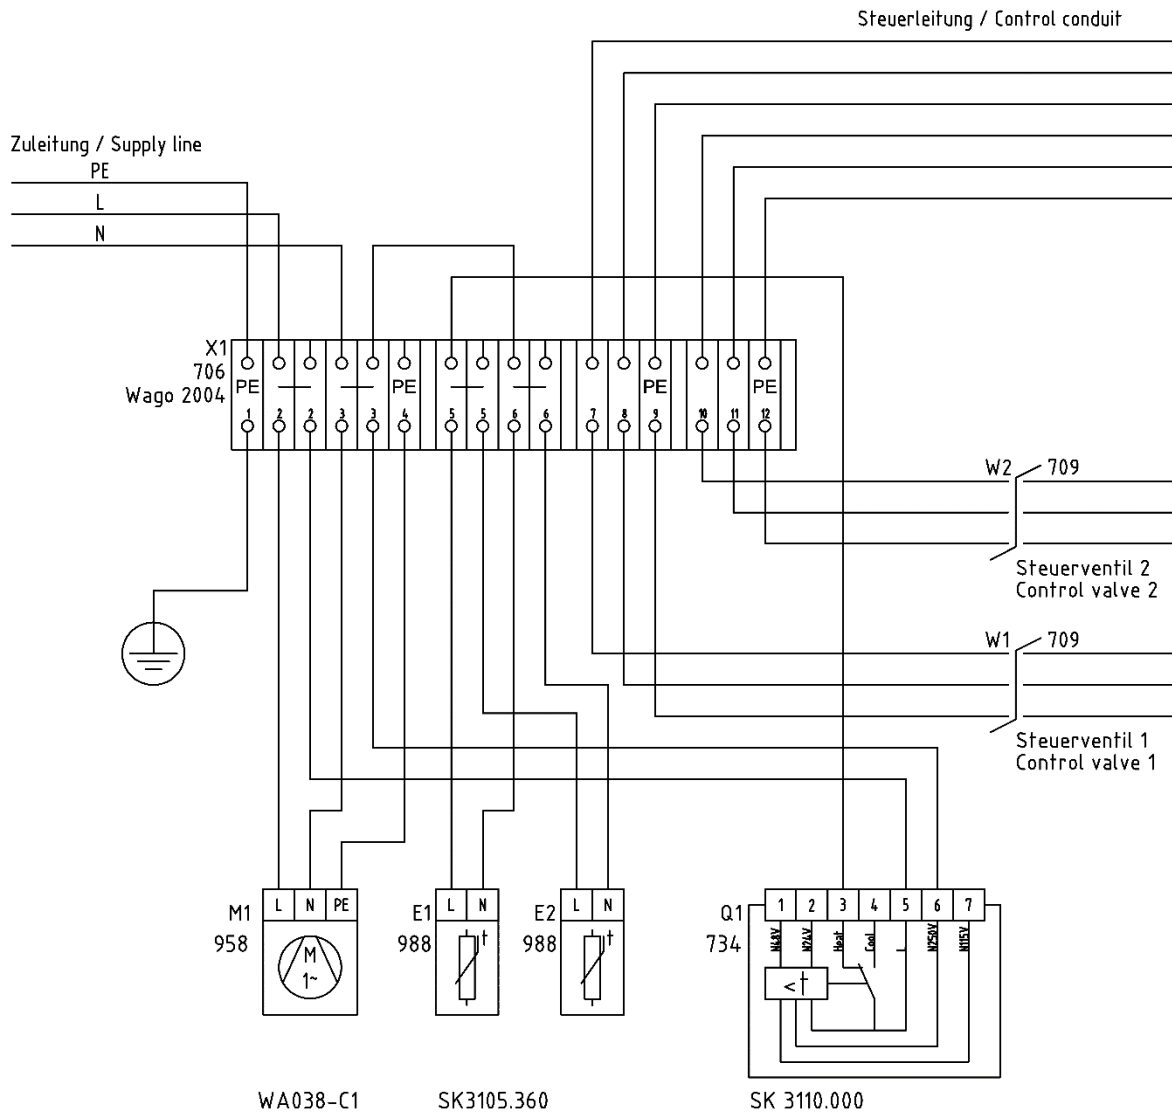 Steuerleitung / Control conduit
Zuleitung / Supply line
PE
L
N
X1
706
Wago 2004
PE PE PE PE
1 2 2 3 3 4 5 5 6 6 7 8 9 10 11 12
W2 709
Steuerventil 2
Control valve 2
W1 709
Steuerventil 1
Control valve 1
M1
958
L N PE
M
1~
E1
988
L N
t
E2
988
L N
t
Q1
734
1 2 3 4 5 6 7
N48V N24V Heat Cool L N250V N115V
<t
WA038-C1 SK3105.360 SK 3110.000